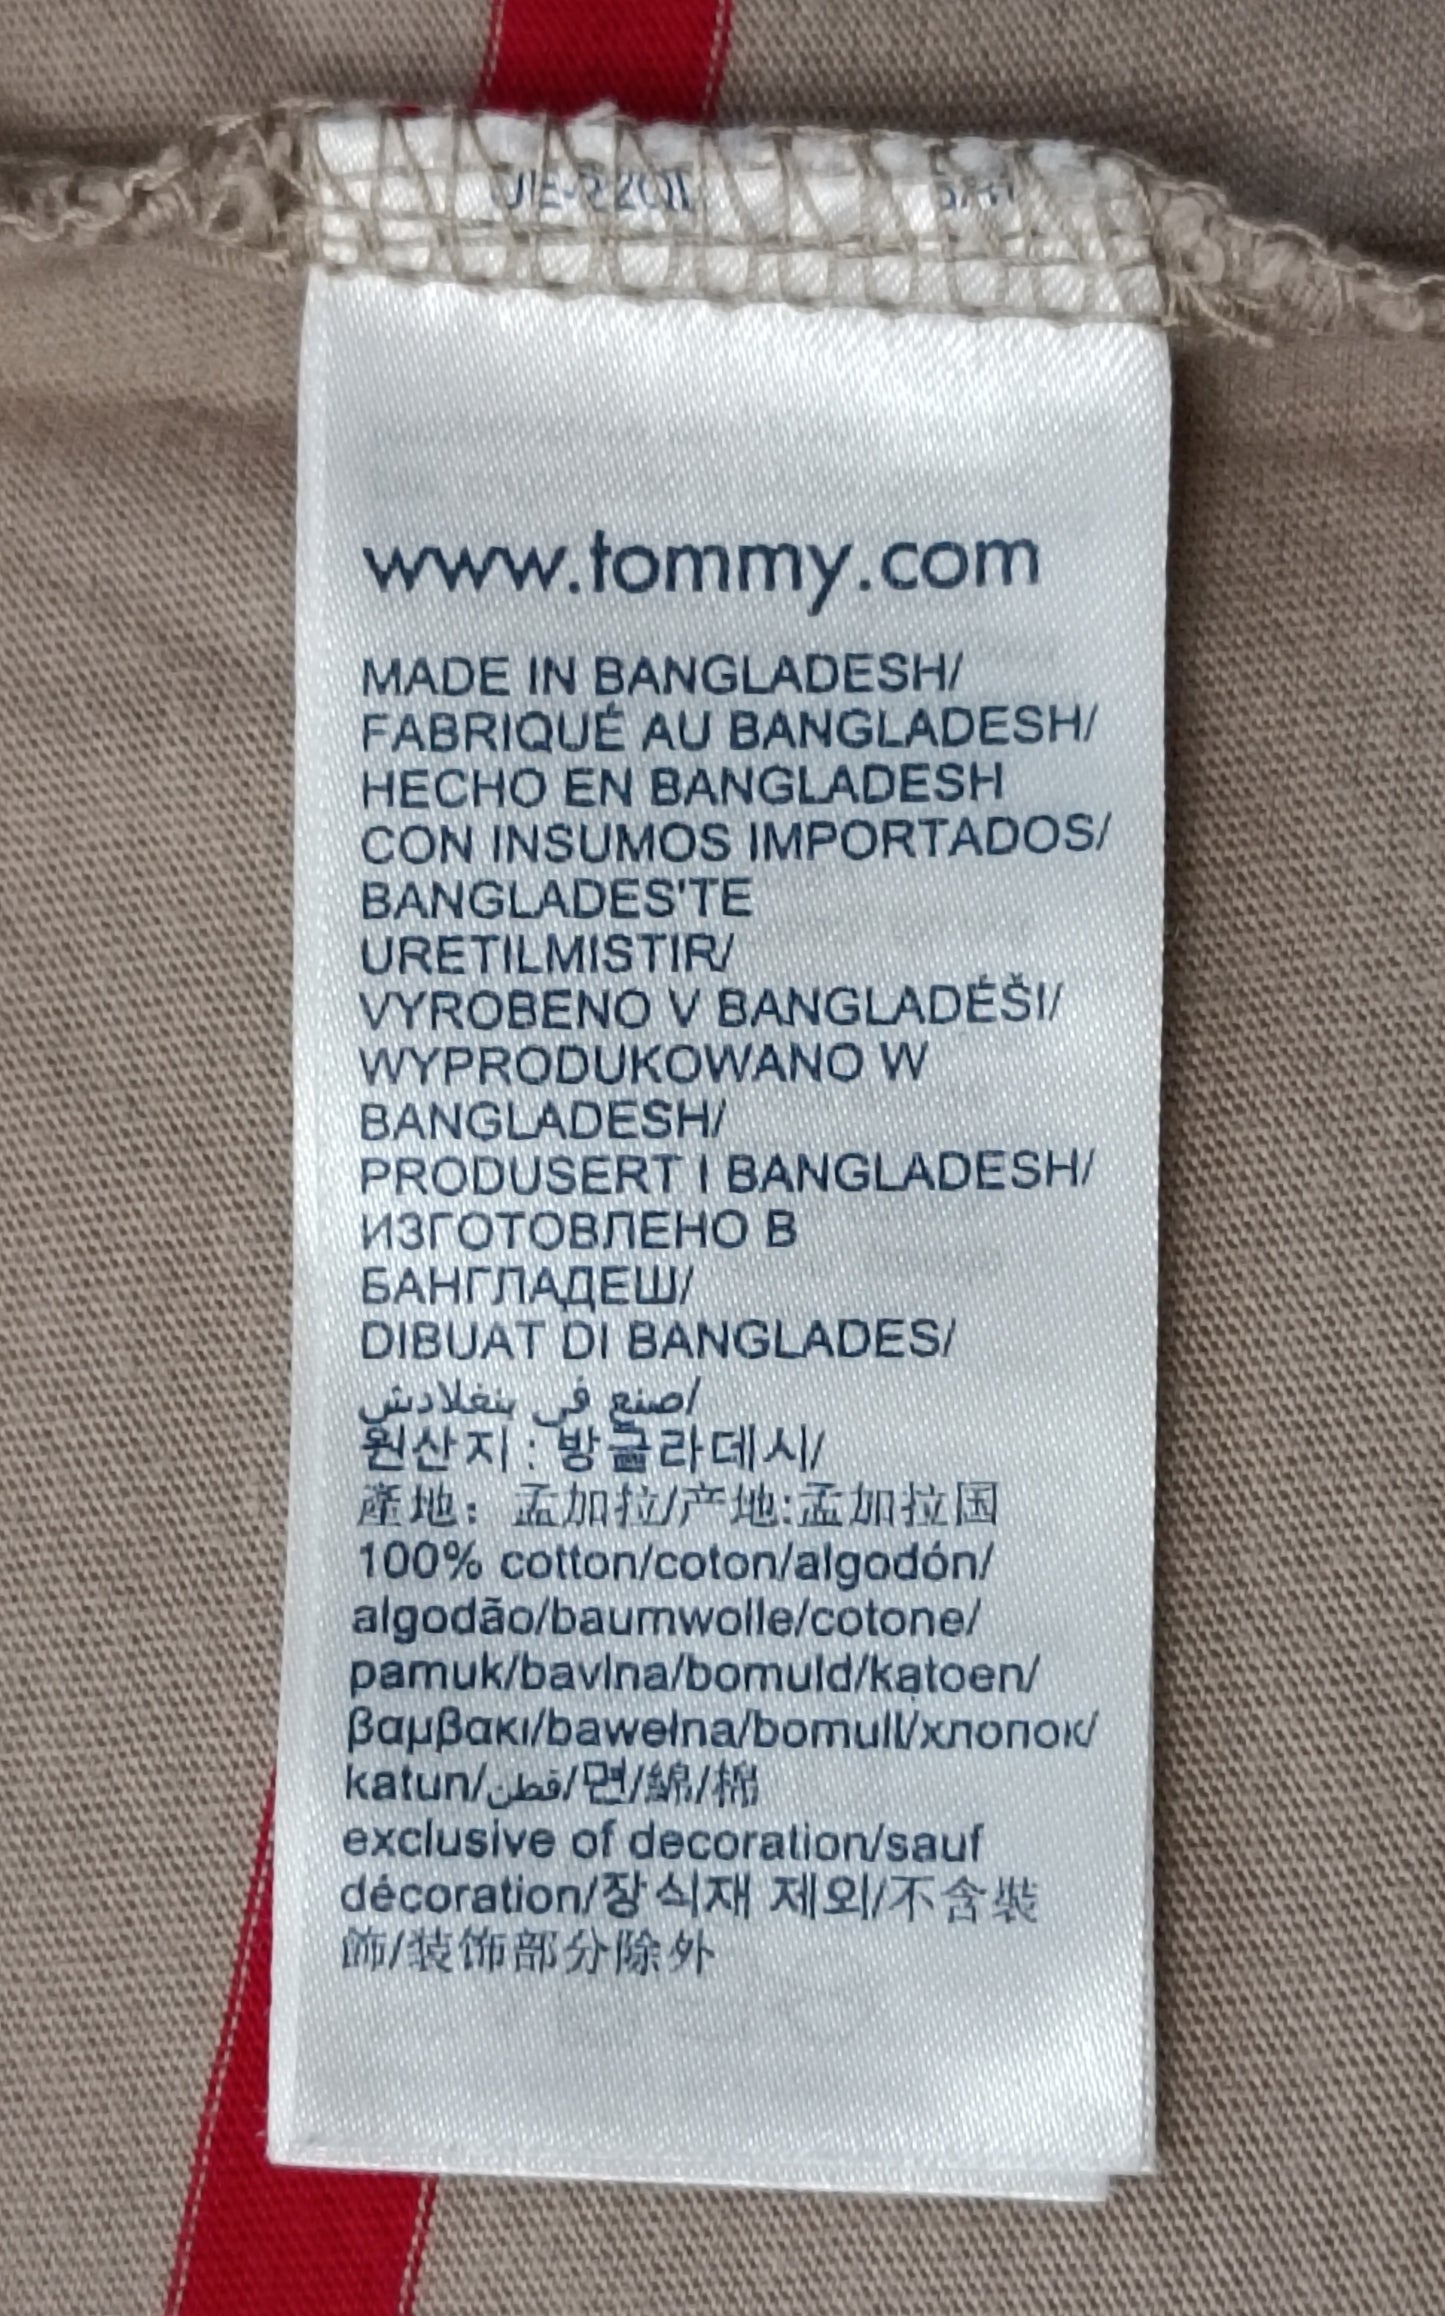 www.tommy.com
MADE IN BANGLADESH/
FABRIQUÉ AU BANGLADESH/
HECHO EN BANGLADESH
CON INSUMOS IMPORTADOS/
BANGLADES'TE
URETILMISTIR/
VYROBENO V BANGLADÉŠI/
WYPRODUKOWANO W
BANGLADESH/
PRODUSERT I BANGLADESH/
ИЗГОТОВЛЕНО В
БАНГЛАДЕШ/
DIBUAT DI BANGLADES/
صنع في بنغلادش/
원산지 : 방글라데시/
產地: 孟加拉/产地:孟加拉国
100% cotton/coton/algodón/
algodão/baumwolle/cotone/
pamuk/bavlna/bomuld/katoen/
βαμβακι/bawełna/bomull/хлопок/
katun/قطن/면/綿/棉
exclusive of decoration/sauf
décoration/장식재 제외/不含裝
飾/装饰部分除外